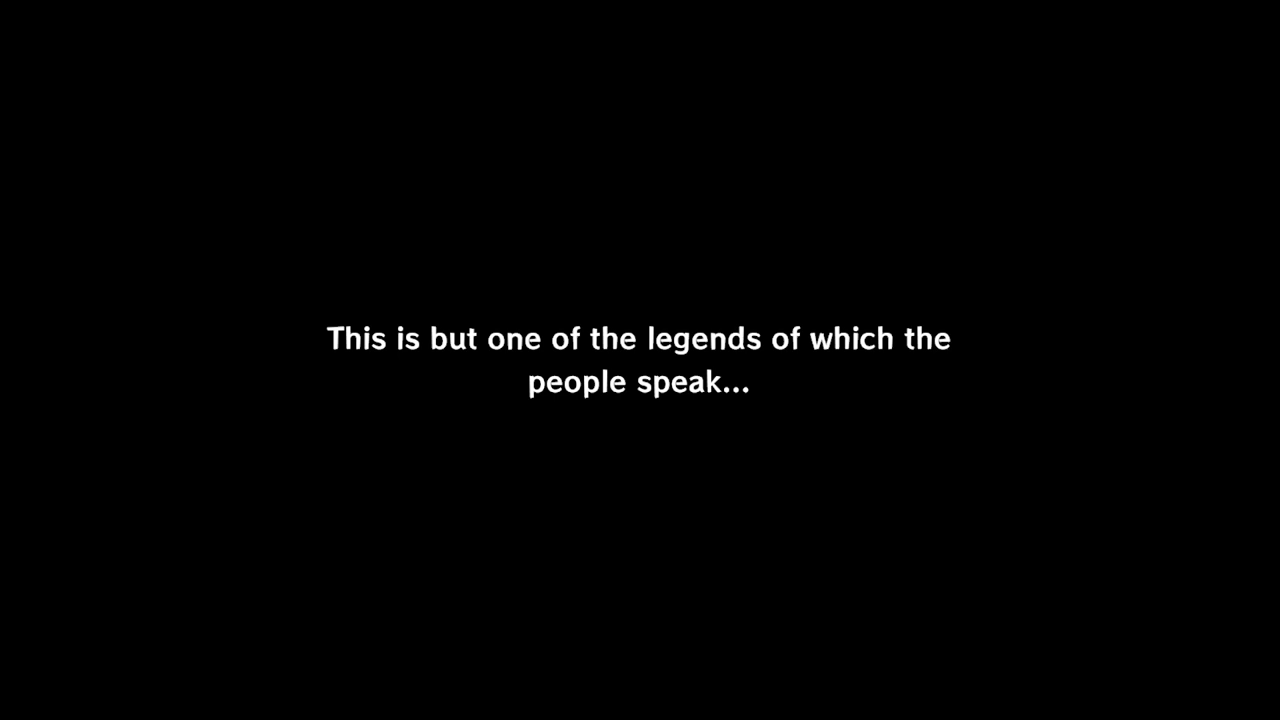 This is but one of the legends of which the
people speak...